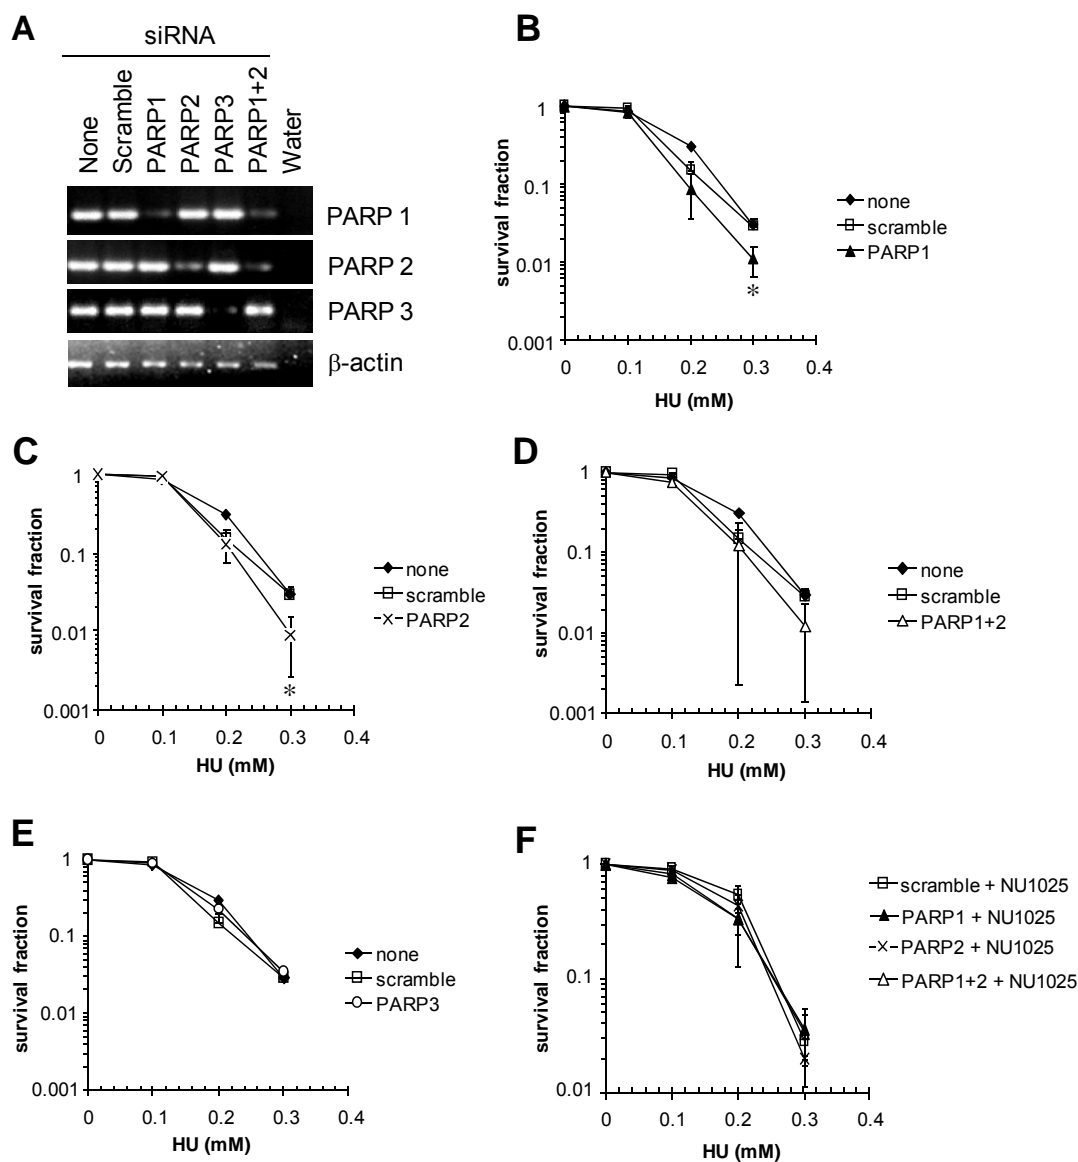 A
siRNA
None
Scramble
PARP1
PARP2
PARP3
PARP1+2
Water
PARP 1
PARP 2
PARP 3
β-actin
B
survival fraction
1
0.1
0.01
0.001
*
0 0.1 0.2 0.3 0.4
HU (mM)
none
scramble
PARP1
C
survival fraction
1
0.1
0.01
0.001
*
0 0.1 0.2 0.3 0.4
HU (mM)
none
scramble
PARP2
D
survival fraction
1
0.1
0.01
0.001
0 0.1 0.2 0.3 0.4
HU (mM)
none
scramble
PARP1+2
E
survival fraction
1
0.1
0.01
0.001
0 0.1 0.2 0.3 0.4
HU (mM)
none
scramble
PARP3
F
survival fraction
1
0.1
0.01
0 0.1 0.2 0.3 0.4
HU (mM)
scramble + NU1025
PARP1 + NU1025
PARP2 + NU1025
PARP1+2 + NU1025